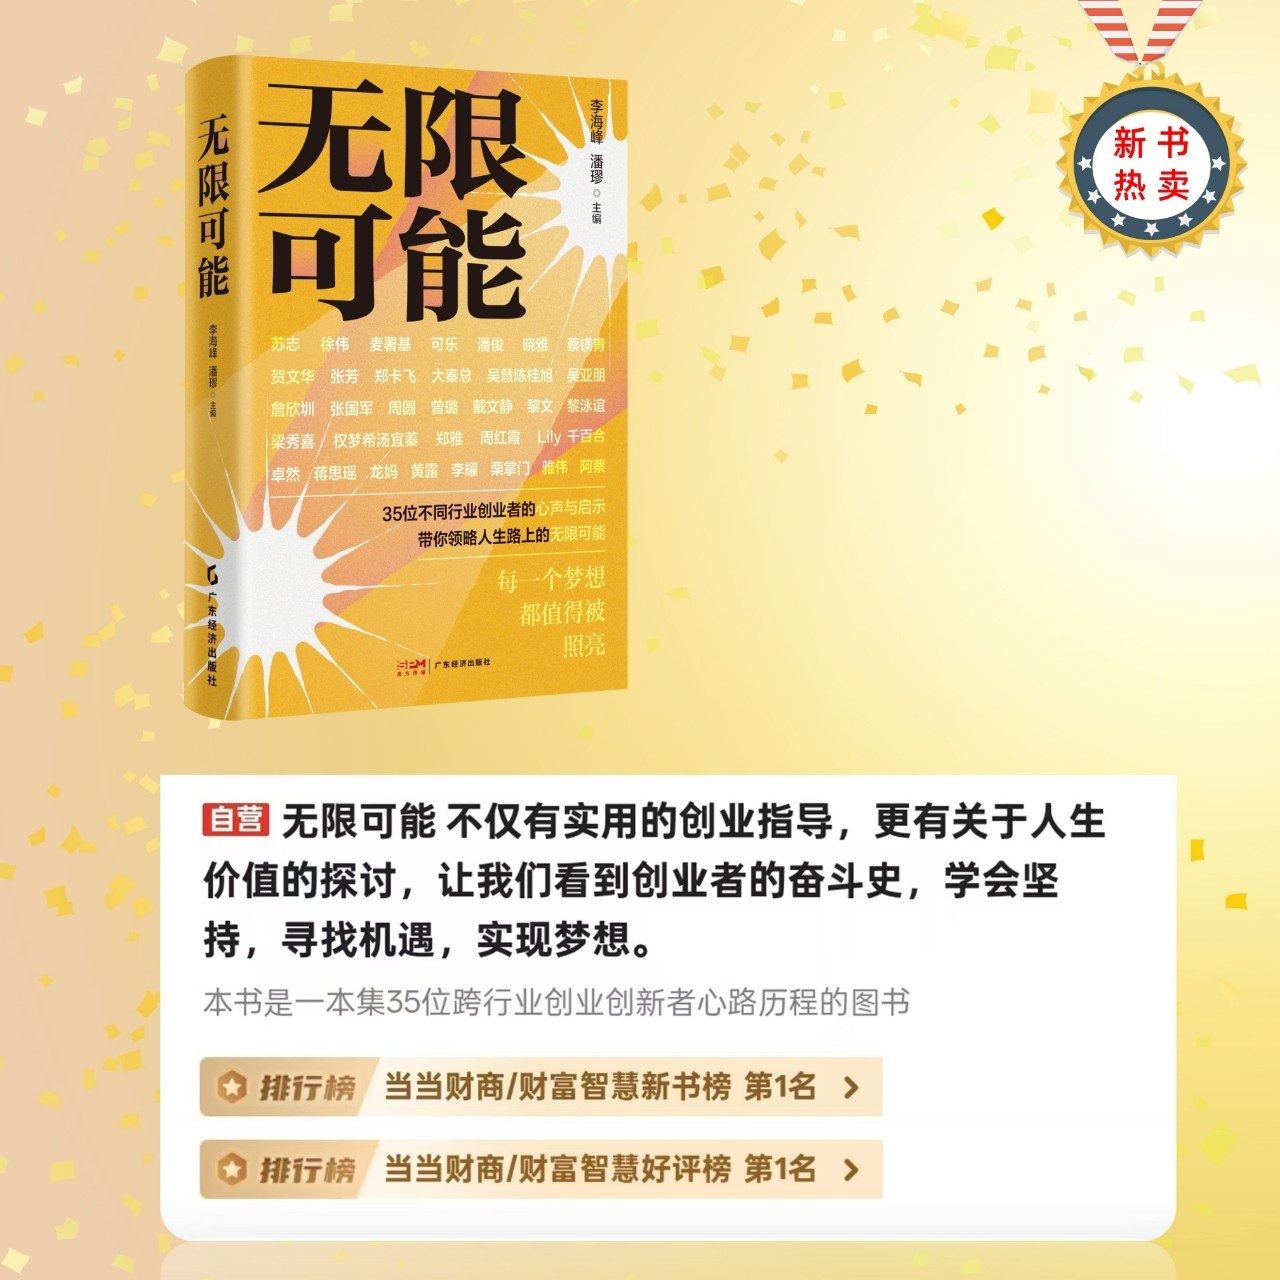 无限
可能
李海峰 潘璆 ◎ 主编
无限可能
李海峰 潘璆 ◎ 主编
广东经济出版社
新书
热卖
苏志 徐伟 麦署基 可乐 潘俊 晓雅 蔡镁青
贺文华 张芳 郑卡飞 大秦总 吴慧陈桂旭 吴亚朋
詹欣圳 张国军 周圆 曾璐 戴文静 黎文 黎泳谊
梁秀喜 权梦希汤宜蓁 郑雅 周红霞 Lily 千百合
卓然 蒋思瑶 龙妈 黄露 李耀 栗掌门 雅伟 阿蔡
35位不同行业创业者的心声与启示
带你领略人生路上的无限可能
每一个梦想
都值得被
照亮
SPM 南方传媒 广东经济出版社
自营 无限可能 不仅有实用的创业指导，更有关于人生
价值的探讨，让我们看到创业者的奋斗史，学会坚
持，寻找机遇，实现梦想。
本书是一本集35位跨行业创业创新者心路历程的图书
排行榜 当当财商/财富智慧新书榜 第1名
排行榜 当当财商/财富智慧好评榜 第1名